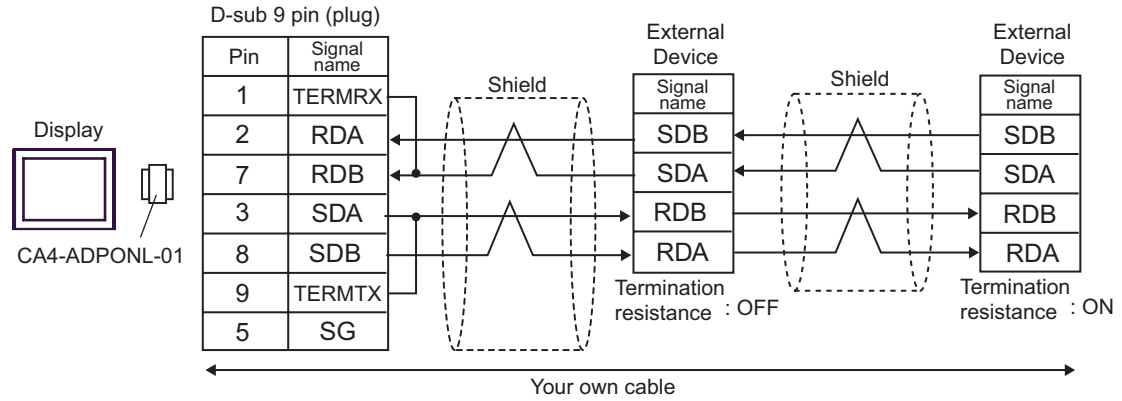 D-sub 9 pin (plug)
Pin Signal name
1 TERMRX
2 RDA
7 RDB
3 SDA
8 SDB
9 TERMTX
5 SG
Display
CA4-ADPONL-01
Shield
External
Device
Signal
name
SDB
SDA
RDB
RDA
Termination
resistance : OFF
Shield
External
Device
Signal
name
SDB
SDA
RDB
RDA
Termination
resistance : ON
Your own cable